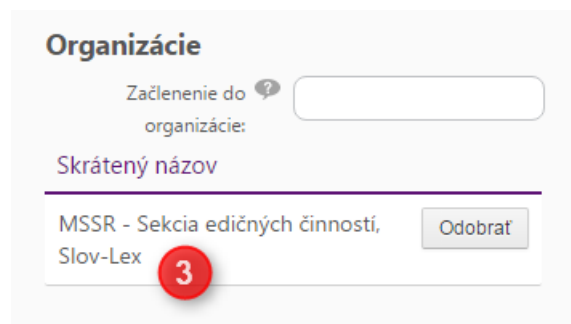 Organizácie
Začlenenie do
organizácie:
Skrátený názov
MSSR - Sekcia edičných činností,
Slov-Lex
Odobrať
3